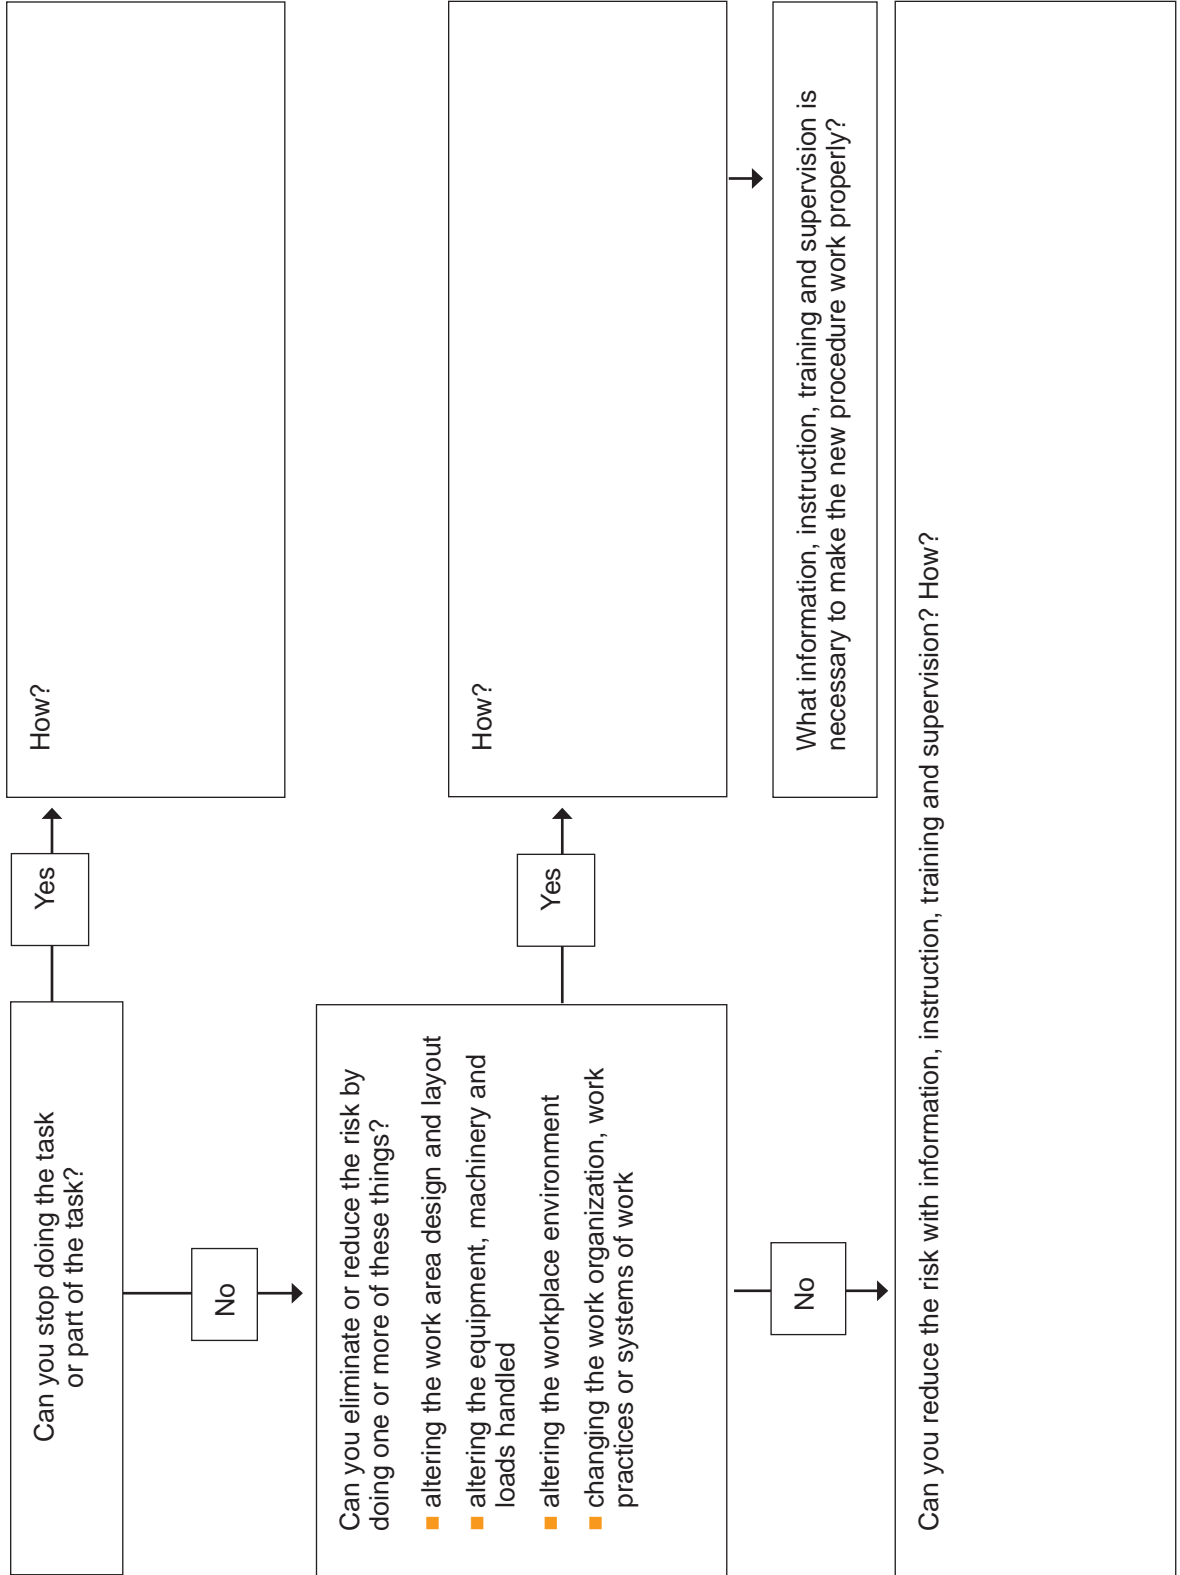 Can you stop doing the task
or part of the task?
Yes
How?
No
Can you eliminate or reduce the risk by
doing one or more of these things?
■ altering the work area design and layout
■ altering the equipment, machinery and
loads handled
■ altering the workplace environment
■ changing the work organization, work
practices or systems of work
Yes
How?
What information, instruction, training and supervision is
necessary to make the new procedure work properly?
No
Can you reduce the risk with information, instruction, training and supervision? How?